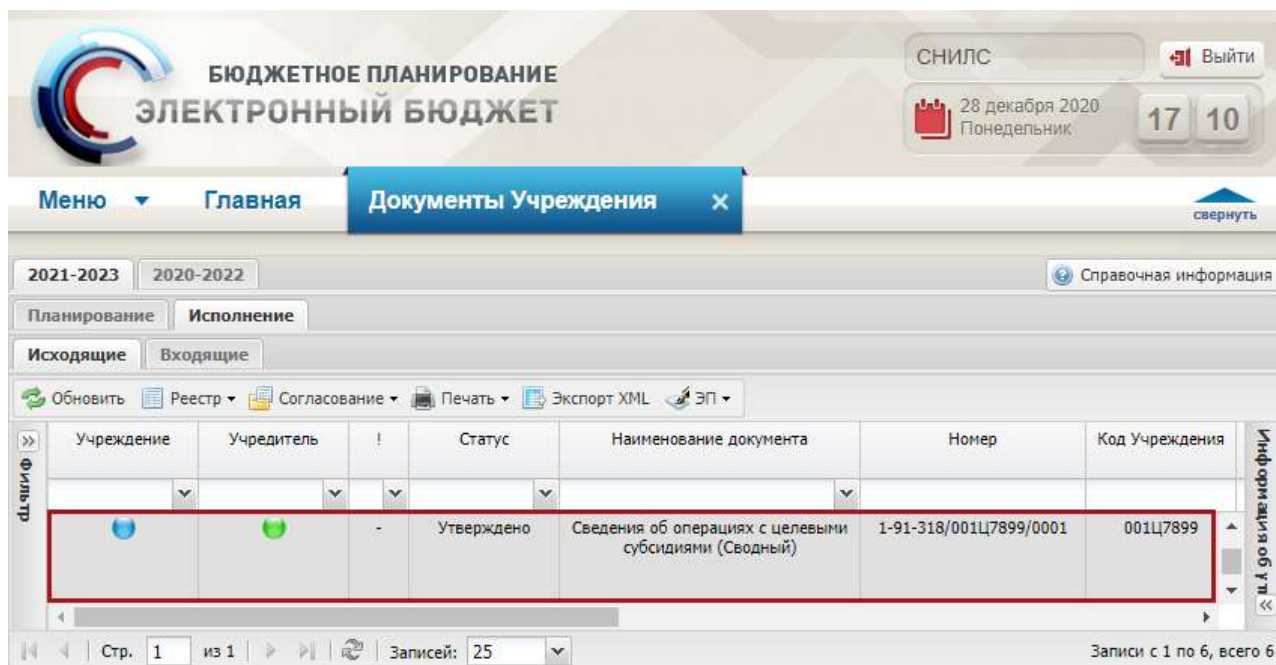 БЮДЖЕТНОЕ ПЛАНИРОВАНИЕ
ЭЛЕКТРОННЫЙ БЮДЖЕТ
СНИЛС
Выйти
28 декабря 2020
Понедельник
17 10
Меню
Главная
Документы Учреждения
свернуть
2021-2023
2020-2022
Справочная информация
Планирование
Исполнение
Исходящие
Входящие
Обновить
Реестр
Согласование
Печать
Экспорт XML
ЭП
Фильтр
Учреждение
Учредитель
!
Статус
Наименование документа
Номер
Код Учреждения
-
Утверждено
Сведения об операциях с целевыми
субсидиями (Сводный)
1-91-318/001Ц7899/0001
001Ц7899
Информация об
Стр. 1 из 1
Записей: 25
Записи с 1 по 6, всего 6